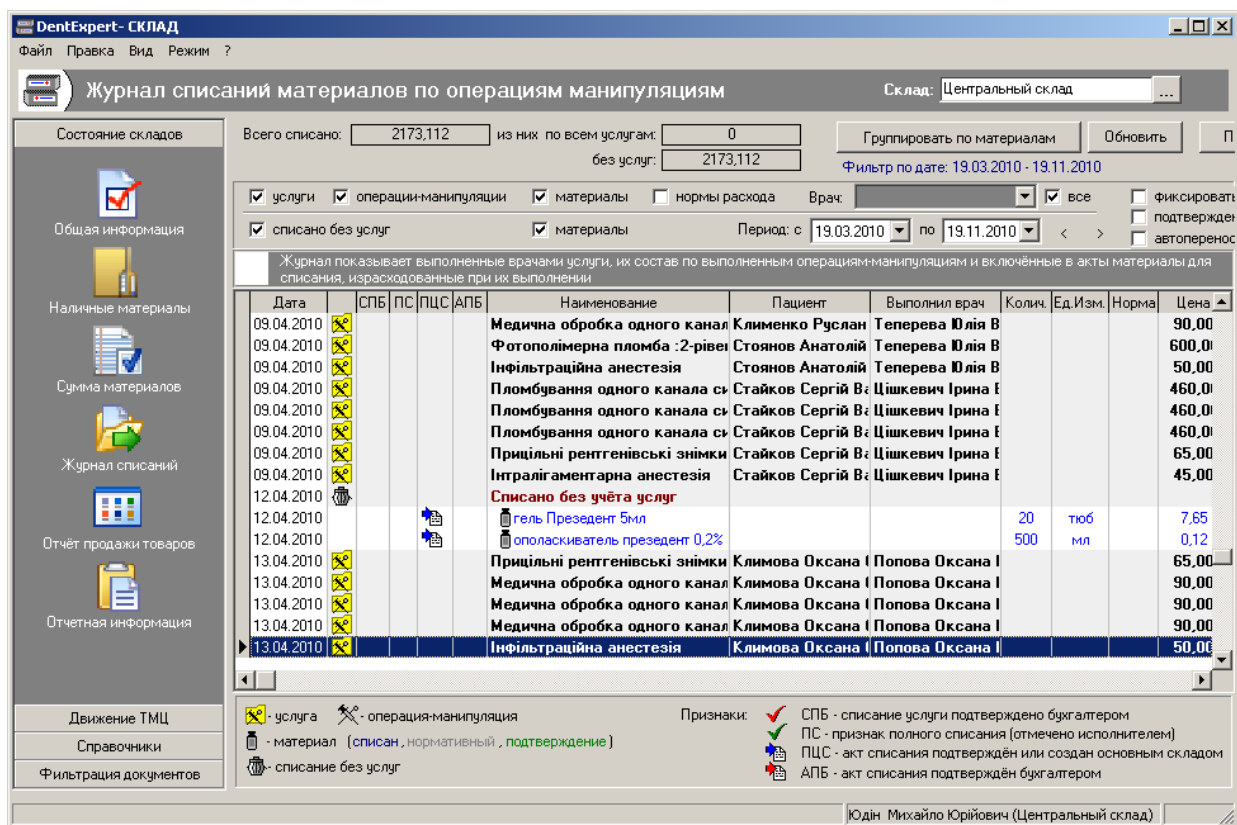 DentExpert- СКЛАД
Файл Правка Вид Режим ?
Журнал списаний материалов по операциям манипуляциям Склад: Центральный склад ...
Состояние складов
Общая информация
Наличные материалы
Сумма материалов
Журнал списаний
Отчёт продажи товаров
Отчетная информация
Движение ТМЦ
Справочники
Фильтрация документов
Всего списано: 2173,112 из них по всем услугам: 0 Группировать по материалам Обновить П
без услуг: 2173,112 Фильтр по дате: 19.03.2010 - 19.11.2010
услуги операции-манипуляции материалы нормы расхода Врач: все фиксировать
подтвержден
списано без услуг материалы Период: с 19.03.2010 по 19.11.2010 < > автоперенос
Журнал показывает выполненные врачами услуги, их состав по выполненным операциям-манипуляциям и включённые в акты материалы для
списания, израсходованные при их выполнении
Дата СПБ ПС ПЦС АПБ Наименование Пациент Выполнил врач Колич. Ед.Изм. Норма Цена
09.04.2010 Медична обробка одного канал Клименко Руслан Теперева Юлія В 90,00
09.04.2010 Фотополімерна пломба :2-рівеі Стоянов Анатолій Теперева Юлія В 600,0
09.04.2010 Інфільтраційна анестезія Стоянов Анатолій Теперева Юлія В 50,00
09.04.2010 Пломбування одного канала си Стайков Сергій Ва Цішкевич Ірина В 460,0
09.04.2010 Пломбування одного канала си Стайков Сергій Ва Цішкевич Ірина В 460,0
09.04.2010 Пломбування одного канала си Стайков Сергій Ва Цішкевич Ірина В 460,0
09.04.2010 Прицільні рентгенівські знімки Стайков Сергій Ва Цішкевич Ірина В 65,00
09.04.2010 Інтралігаментарна анестезія Стайков Сергій Ва Цішкевич Ірина В 45,00
12.04.2010 Списано без учёта услуг
12.04.2010 гель Презедент 5мл 20 тюб 7,65
12.04.2010 ополаскиватель презедент 0,2% 500 мл 0,12
13.04.2010 Прицільні рентгенівські знімки Климова Оксана Попова Оксана 65,00
13.04.2010 Медична обробка одного канал Климова Оксана Попова Оксана 90,00
13.04.2010 Медична обробка одного канал Климова Оксана Попова Оксана 90,00
13.04.2010 Медична обробка одного канал Климова Оксана Попова Оксана 90,00
13.04.2010 Інфільтраційна анестезія Климова Оксана Попова Оксана 50,00
- услуга - операция-манипуляция
- материал (списан, нормативный, подтверждение)
- списание без услуг
Признаки: СПБ - списание услуги подтверждено бухгалтером
ПС - признак полного списания (отмечено исполнителем)
ПЦС - акт списания подтверждён или создан основным складом
АПБ - акт списания подтверждён бухгалтером
Юдін Михайло Юрійович (Центральный склад)